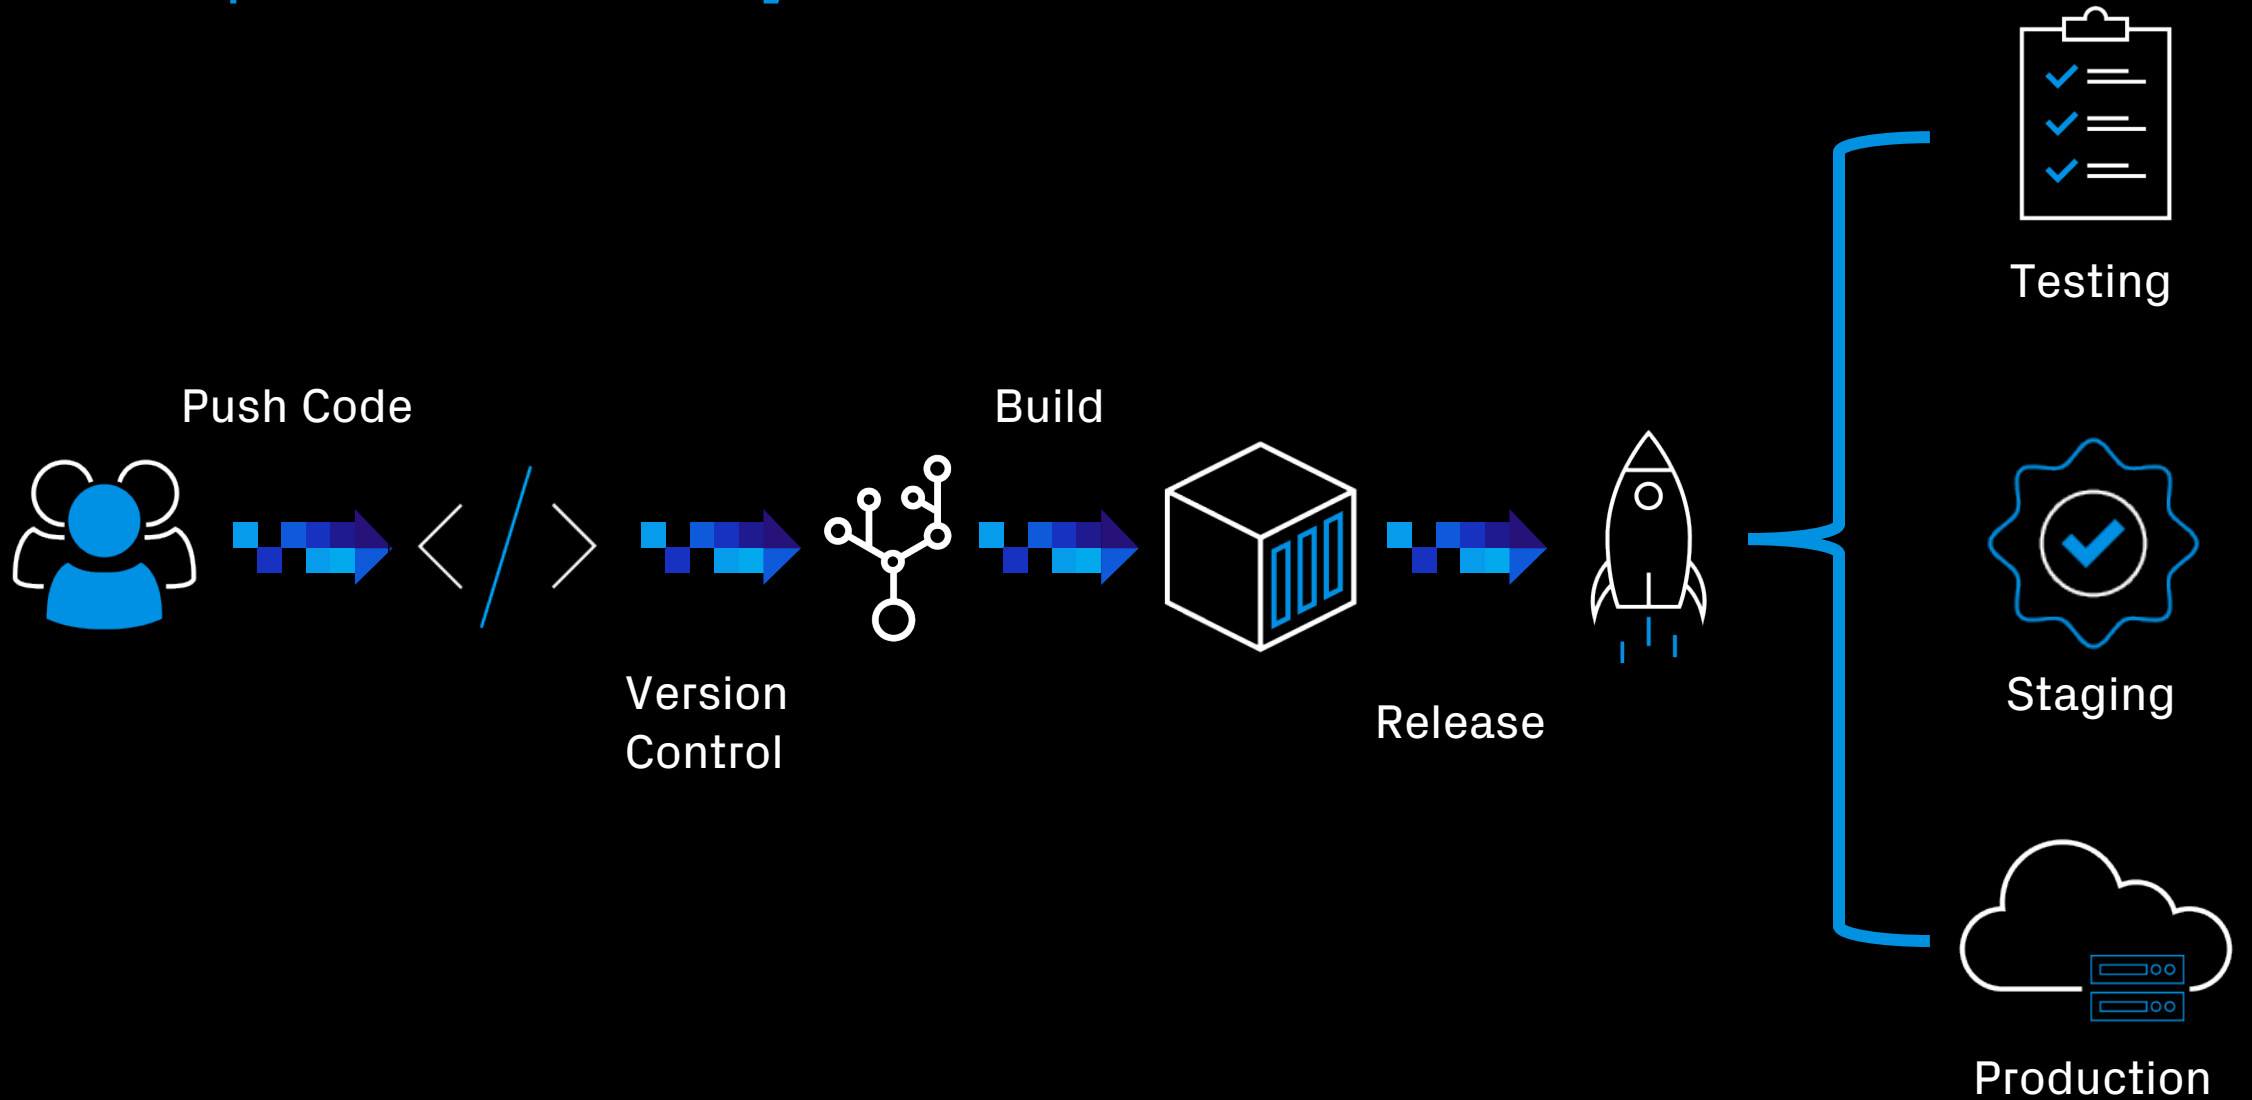 Testing
Push Code
Build
Version
Control
Release
Staging
Production